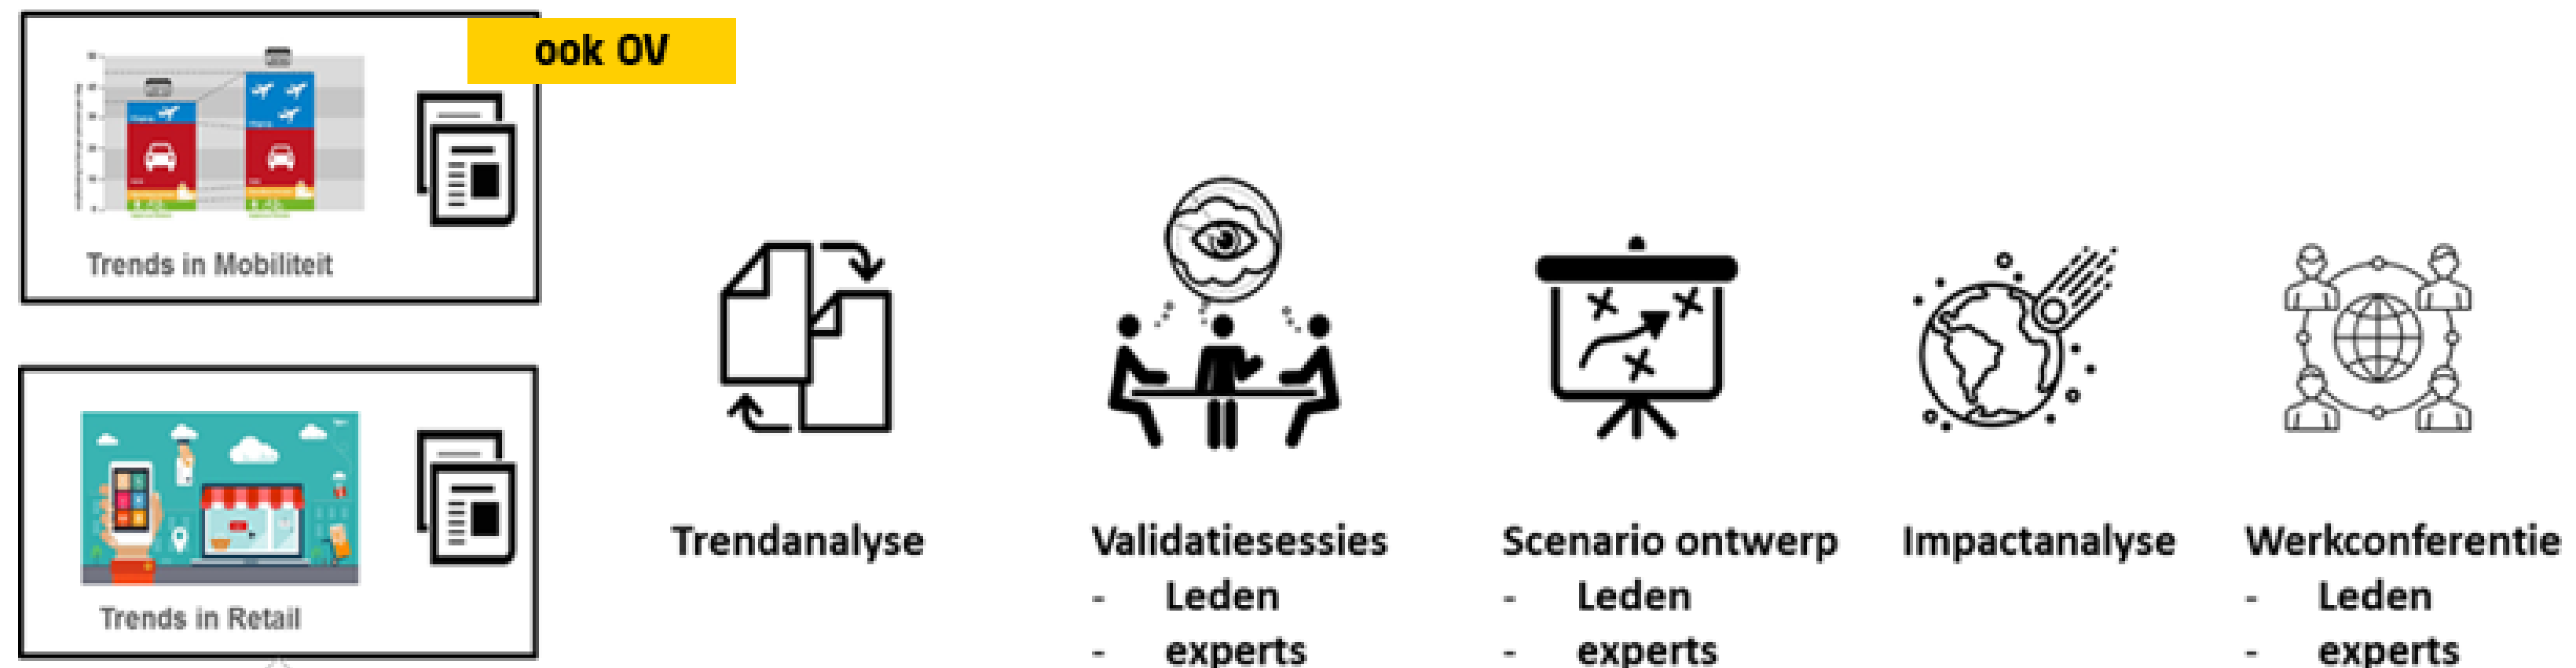 ook OV
Trends in Mobiliteit
Trends in Retail
Trendanalyse
Validatiesessies
- Leden
- experts
Scenario ontwerp
- Leden
- experts
Impactanalyse
Werkconferentie
- Leden
- experts